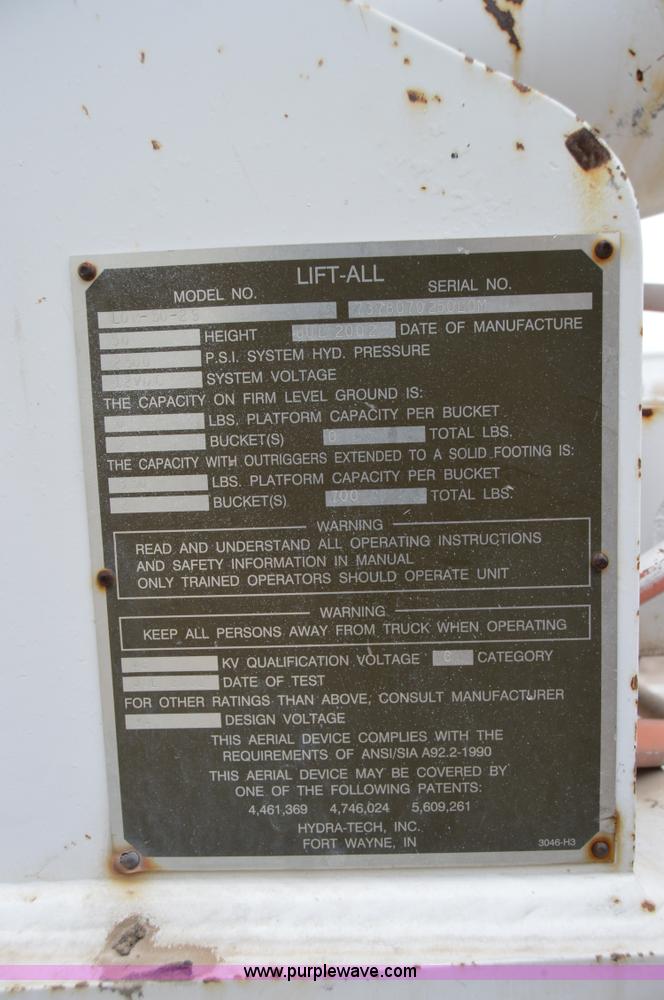 LIFT-ALL
MODEL NO. SERIAL NO.
HEIGHT JUL 2002 DATE OF MANUFACTURE
P.S.I. SYSTEM HYD. PRESSURE
12VDC SYSTEM VOLTAGE
THE CAPACITY ON FIRM LEVEL GROUND IS:
LBS. PLATFORM CAPACITY PER BUCKET
BUCKET(S) 0 TOTAL LBS.
THE CAPACITY WITH OUTRIGGERS EXTENDED TO A SOLID FOOTING IS:
LBS. PLATFORM CAPACITY PER BUCKET
BUCKET(S) 700 TOTAL LBS.
WARNING
READ AND UNDERSTAND ALL OPERATING INSTRUCTIONS
AND SAFETY INFORMATION IN MANUAL
ONLY TRAINED OPERATORS SHOULD OPERATE UNIT
WARNING
KEEP ALL PERSONS AWAY FROM TRUCK WHEN OPERATING
KV QUALIFICATION VOLTAGE CATEGORY
DATE OF TEST
FOR OTHER RATINGS THAN ABOVE, CONSULT MANUFACTURER
DESIGN VOLTAGE
THIS AERIAL DEVICE COMPLIES WITH THE
REQUIREMENTS OF ANSI/SIA A92.2-1990
THIS AERIAL DEVICE MAY BE COVERED BY
ONE OF THE FOLLOWING PATENTS:
4,461,369 4,746,024 5,609,261
HYDRA-TECH, INC.
FORT WAYNE, IN 3046-H3
www.purplewave.com